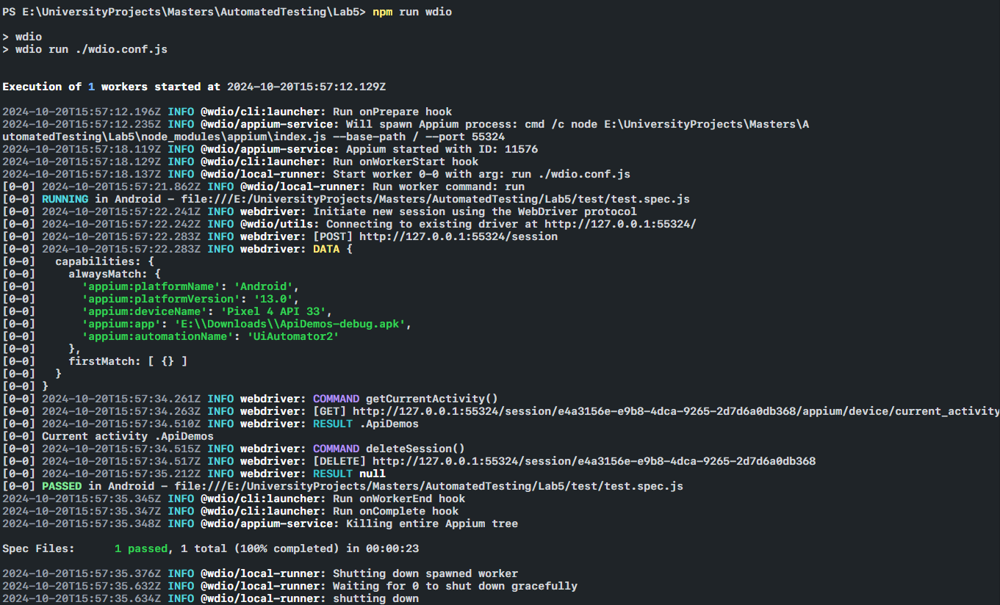 PS E:\UniversityProjects\Masters\AutomatedTesting\Lab5> npm run wdio
> wdio
> wdio run ./wdio.conf.js
Execution of 1 workers started at 2024-10-20T15:57:12.129Z
2024-10-20T15:57:12.196Z INFO @wdio/cli:launcher: Run onPrepare hook
2024-10-20T15:57:12.235Z INFO @wdio/appium-service: Will spawn Appium process: cmd /c node E:\UniversityProjects\Masters\A
utomatedTesting\Lab5\node_modules\appium\index.js --base-path / --port 55324
2024-10-20T15:57:18.119Z INFO @wdio/appium-service: Appium started with ID: 11576
2024-10-20T15:57:18.129Z INFO @wdio/cli:launcher: Run onWorkerStart hook
2024-10-20T15:57:18.137Z INFO @wdio/local-runner: Start worker 0-0 with arg: run ./wdio.conf.js
[0-0] 2024-10-20T15:57:21.862Z INFO @wdio/local-runner: Run worker command: run
[0-0] RUNNING in Android - file:///E:/UniversityProjects/Masters/AutomatedTesting/Lab5/test/test.spec.js
[0-0] 2024-10-20T15:57:22.241Z INFO webdriver: Initiate new session using the WebDriver protocol
[0-0] 2024-10-20T15:57:22.242Z INFO @wdio/utils: Connecting to existing driver at http://127.0.0.1:55324/
[0-0] 2024-10-20T15:57:22.283Z INFO webdriver: [POST] http://127.0.0.1:55324/session
[0-0] 2024-10-20T15:57:22.283Z INFO webdriver: DATA {
[0-0]   capabilities: {
[0-0]     alwaysMatch: {
[0-0]       'appium:platformName': 'Android',
[0-0]       'appium:platformVersion': '13.0',
[0-0]       'appium:deviceName': 'Pixel 4 API 33',
[0-0]       'appium:app': 'E:\\Downloads\\ApiDemos-debug.apk',
[0-0]       'appium:automationName': 'UiAutomator2'
[0-0]     },
[0-0]     firstMatch: [ {} ]
[0-0]   }
[0-0] }
[0-0] 2024-10-20T15:57:34.261Z INFO webdriver: COMMAND getCurrentActivity()
[0-0] 2024-10-20T15:57:34.263Z INFO webdriver: [GET] http://127.0.0.1:55324/session/e4a3156e-e9b8-4dca-9265-2d7d6a0db368/appium/device/current_activity
[0-0] 2024-10-20T15:57:34.510Z INFO webdriver: RESULT .ApiDemos
[0-0] Current activity .ApiDemos
[0-0] 2024-10-20T15:57:34.515Z INFO webdriver: COMMAND deleteSession()
[0-0] 2024-10-20T15:57:34.517Z INFO webdriver: [DELETE] http://127.0.0.1:55324/session/e4a3156e-e9b8-4dca-9265-2d7d6a0db368
[0-0] 2024-10-20T15:57:35.212Z INFO webdriver: RESULT null
[0-0] PASSED in Android - file:///E:/UniversityProjects/Masters/AutomatedTesting/Lab5/test/test.spec.js
2024-10-20T15:57:35.345Z INFO @wdio/cli:launcher: Run onWorkerEnd hook
2024-10-20T15:57:35.347Z INFO @wdio/cli:launcher: Run onComplete hook
2024-10-20T15:57:35.348Z INFO @wdio/appium-service: Killing entire Appium tree
Spec Files:      1 passed, 1 total (100% completed) in 00:00:23
2024-10-20T15:57:35.376Z INFO @wdio/local-runner: Shutting down spawned worker
2024-10-20T15:57:35.632Z INFO @wdio/local-runner: Waiting for 0 to shut down gracefully
2024-10-20T15:57:35.634Z INFO @wdio/local-runner: shutting down